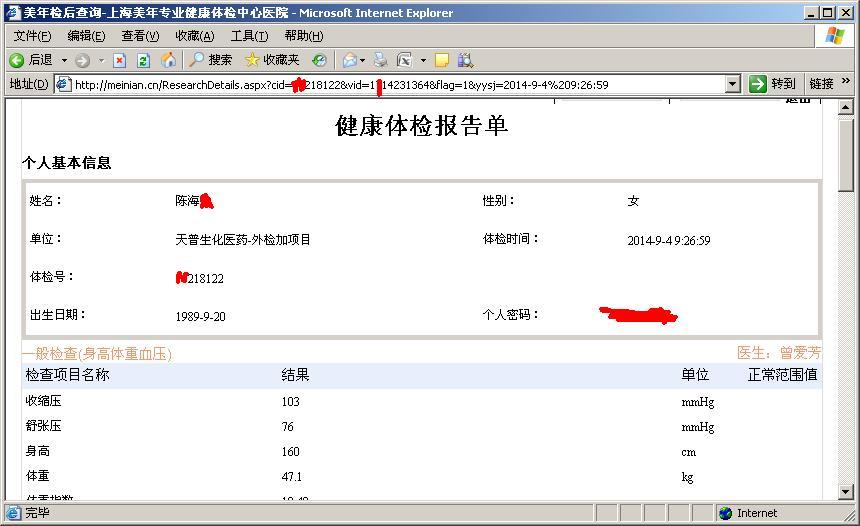 美年检后查询-上海美年专业健康体检中心医院 - Microsoft Internet Explorer
文件(F) 编辑(E) 查看(V) 收藏(A) 工具(T) 帮助(H)
后退 搜索 收藏夹
地址(D) http://meinian.cn/ResearchDetails.aspx?cid= 218122&vid=1 14231364&flag=1&yysj=2014-9-4%209:26:59 转到 链接 »
健康体检报告单
个人基本信息
姓名： 陈海 性别： 女
单位： 天普生化医药-外检加项目 体检时间： 2014-9-4 9:26:59
体检号： 218122
出生日期： 1989-9-20 个人密码：
一般检查(身高体重血压) 医生：曾爱芳
检查项目名称 结果 单位 正常范围值
收缩压 103 mmHg
舒张压 76 mmHg
身高 160 cm
体重 47.1 kg
完毕 Internet